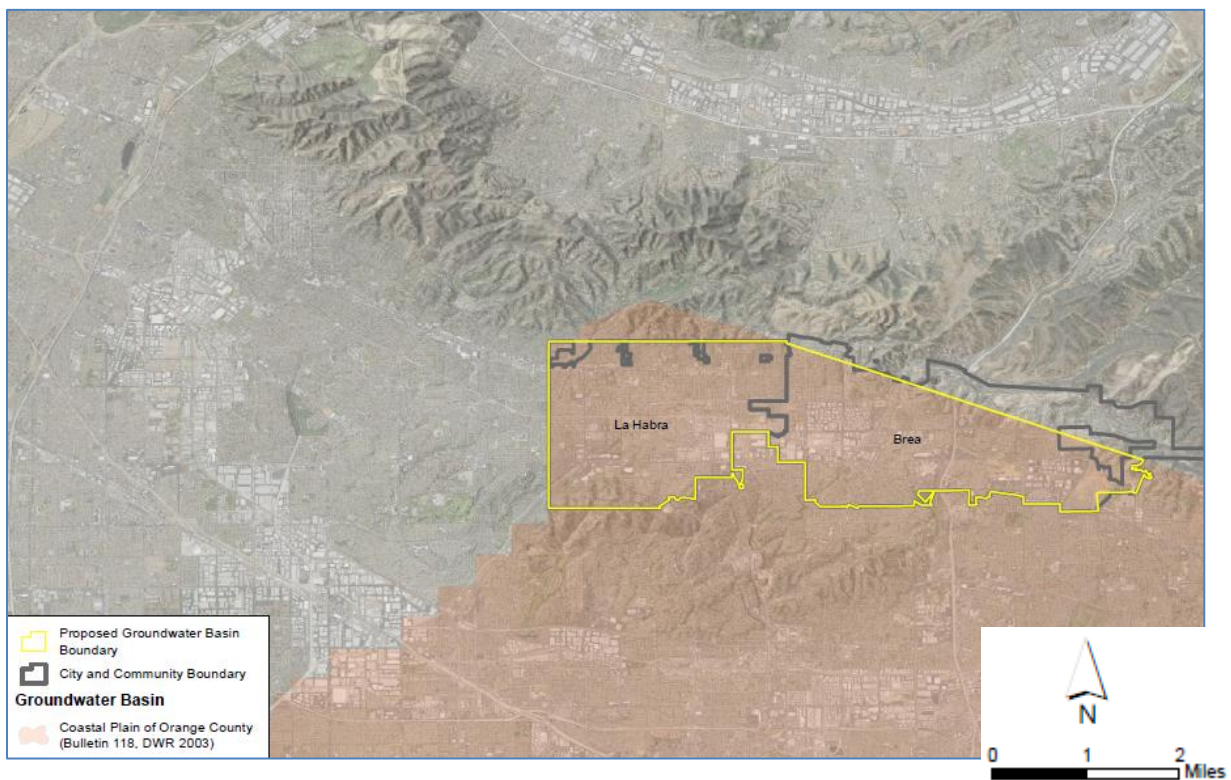 La Habra
Brea
Proposed Groundwater Basin
Boundary
City and Community Boundary
Groundwater Basin
Coastal Plain of Orange County
(Bulletin 118, DWR 2003)
N
0 1 2
Miles